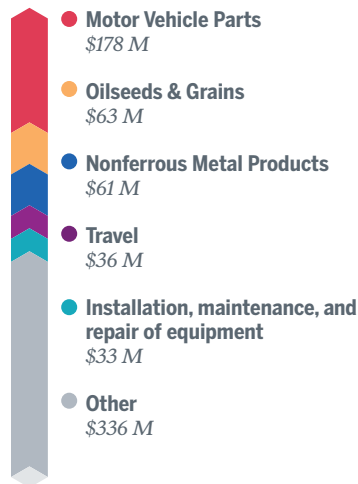 Motor Vehicle Parts
$178 M
Oilseeds & Grains
$63 M
Nonferrous Metal Products
$61 M
Travel
$36 M
Installation, maintenance, and
repair of equipment
$33 M
Other
$336 M